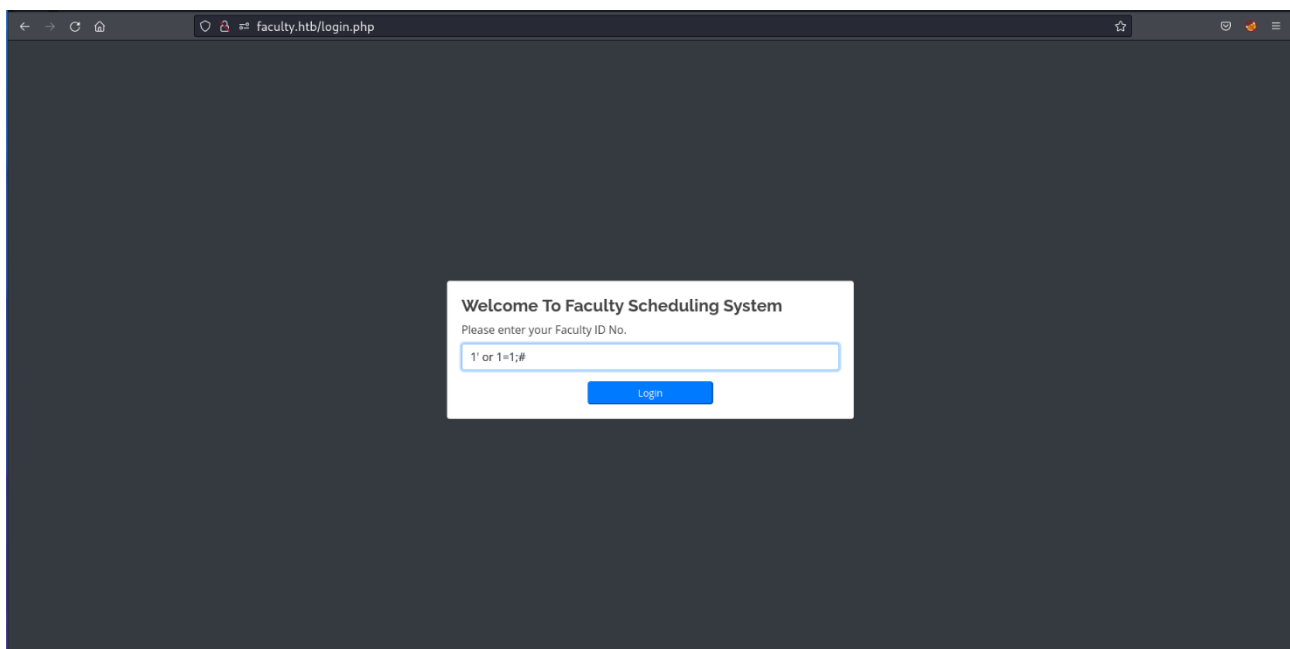 faculty.htb/login.php
Welcome To Faculty Scheduling System
Please enter your Faculty ID No.
1' or 1=1;#
Login